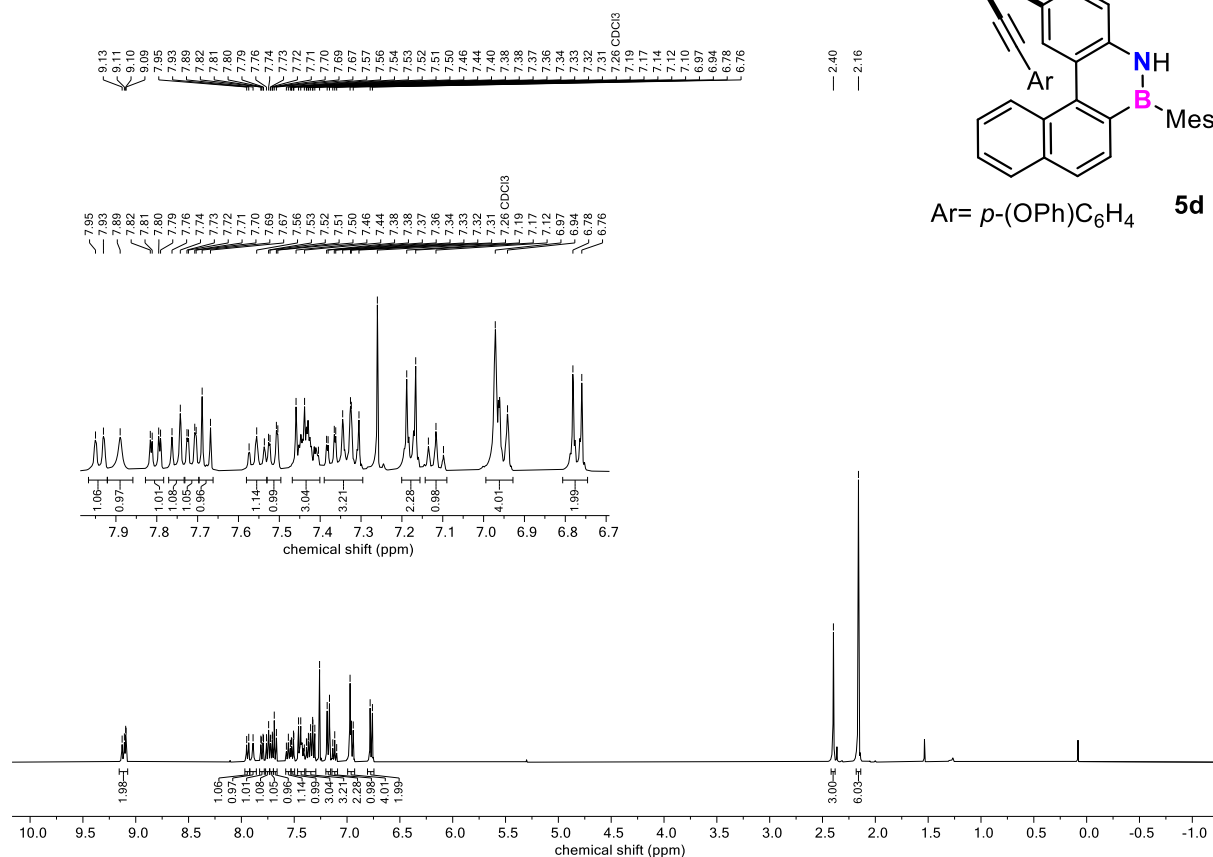 9.13 9.11 9.10 9.09 7.95 7.93 7.89 7.82 7.81 7.80 7.79 7.76 7.74 7.73 7.72 7.71 7.70 7.69 7.67 7.57 7.56 7.54 7.53 7.52 7.51 7.50 7.46 7.44 7.40 7.38 7.38 7.37 7.36 7.34 7.33 7.32 7.31 7.26 CDCl3 7.19 7.17 7.14 7.12 7.10 6.97 6.94 6.78 6.76 2.40 2.16
NH
Ar
B
Mes
Ar= p-(OPh)C6H4 5d
7.95 7.93 7.89 7.82 7.81 7.80 7.79 7.76 7.74 7.73 7.72 7.71 7.70 7.69 7.67 7.56 7.53 7.52 7.51 7.50 7.46 7.44 7.38 7.38 7.37 7.36 7.34 7.33 7.32 7.31 7.26 CDCl3 7.19 7.17 7.12 6.97 6.94 6.78 6.76
1.06 0.97 1.01 1.08 1.05 0.96 1.14 0.99 3.04 3.21 2.28 0.98 4.01 1.99
7.9 7.8 7.7 7.6 7.5 7.4 7.3 7.2 7.1 7.0 6.9 6.8 6.7
chemical shift (ppm)
1.98 1.06 0.97 1.01 1.08 1.05 0.96 1.14 0.99 3.04 3.21 2.28 0.98 4.01 1.99 3.00 6.03
10.0 9.5 9.0 8.5 8.0 7.5 7.0 6.5 6.0 5.5 5.0 4.5 4.0 3.5 3.0 2.5 2.0 1.5 1.0 0.5 0.0 -0.5 -1.0
chemical shift (ppm)